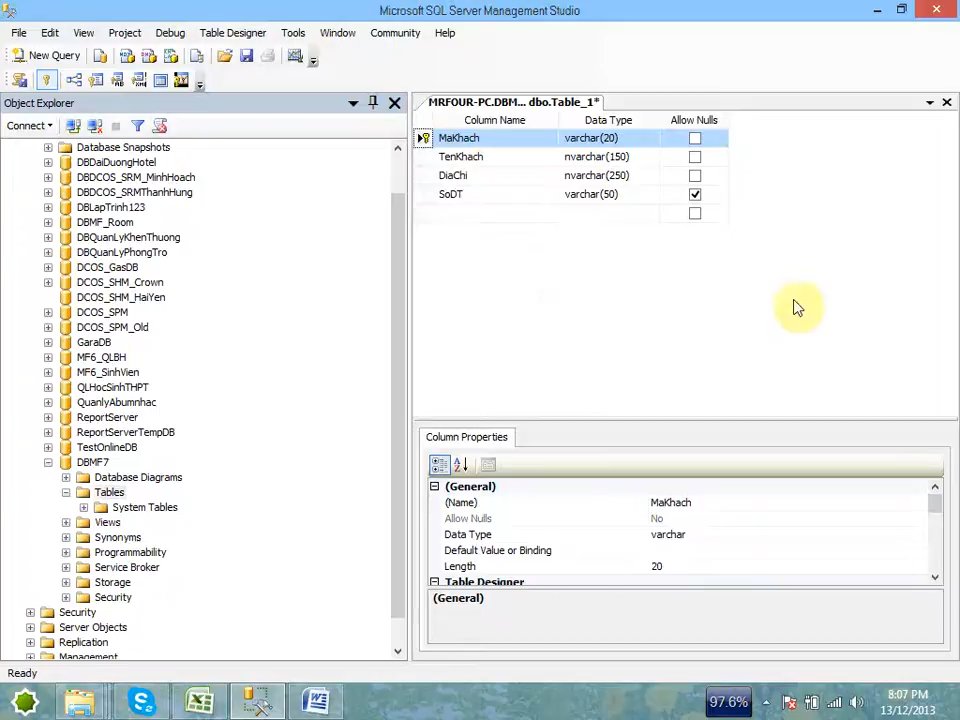 Microsoft SQL Server Management Studio
File Edit View Project Debug Table Designer Tools Window Community Help
New Query
Object Explorer
Connect
Database Snapshots
DBDaiDuongHotel
DBDCOS_SRM_MinhHoach
DBDCOS_SRMThanhHung
DBLapTrinh123
DBMF_Room
DBQuanLyKhenThuong
DBQuanLyPhongTro
DCOS_GasDB
DCOS_SHM_Crown
DCOS_SHM_HaiYen
DCOS_SPM
DCOS_SPM_Old
GaraDB
MF6_QLBH
MF6_SinhVien
QLHocSinhTHPT
QuanlyAbumnhac
ReportServer
ReportServerTempDB
TestOnlineDB
DBMF7
Database Diagrams
Tables
System Tables
Views
Synonyms
Programmability
Service Broker
Storage
Security
Security
Server Objects
Replication
Management
MRFOUR-PC.DBM... dbo.Table_1*
Column Name Data Type Allow Nulls
MaKhach varchar(20)
TenKhach nvarchar(150)
DiaChi nvarchar(250)
SoDT varchar(50)
Column Properties
(General)
(Name) MaKhach
Allow Nulls No
Data Type varchar
Default Value or Binding
Length 20
Table Designer
(General)
Ready
97.6%
8:07 PM
13/12/2013